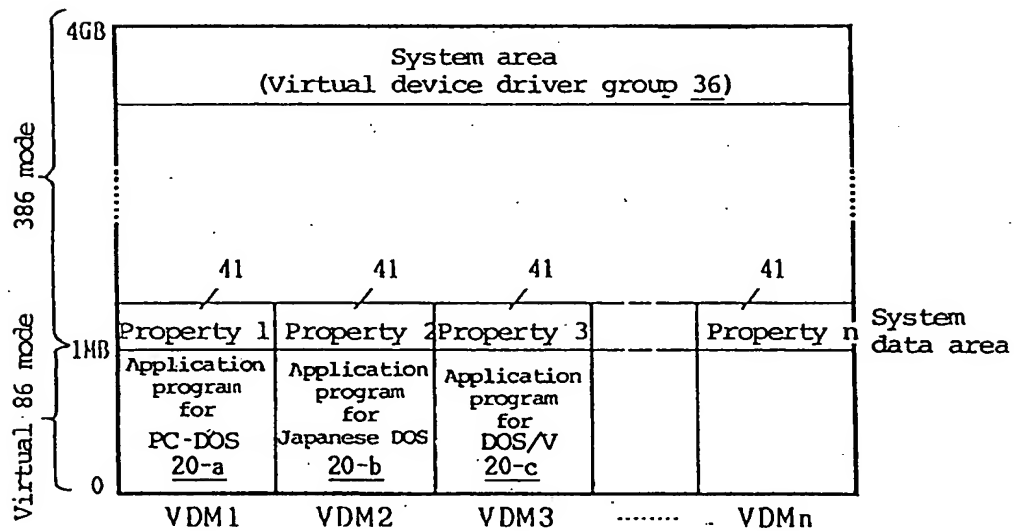 4GB
System area
(Virtual device driver group 36)
386 mode
41
41
41
41
Property 1
Property 2
Property 3
Property n
System
data area
1MB
Virtual 86 mode
Application
program
for
PC-DOS
20-a
Application
program
for
Japanese DOS
20-b
Application
program
for
DOS/V
20-c
0
VDM1
VDM2
VDM3
........
VDMn